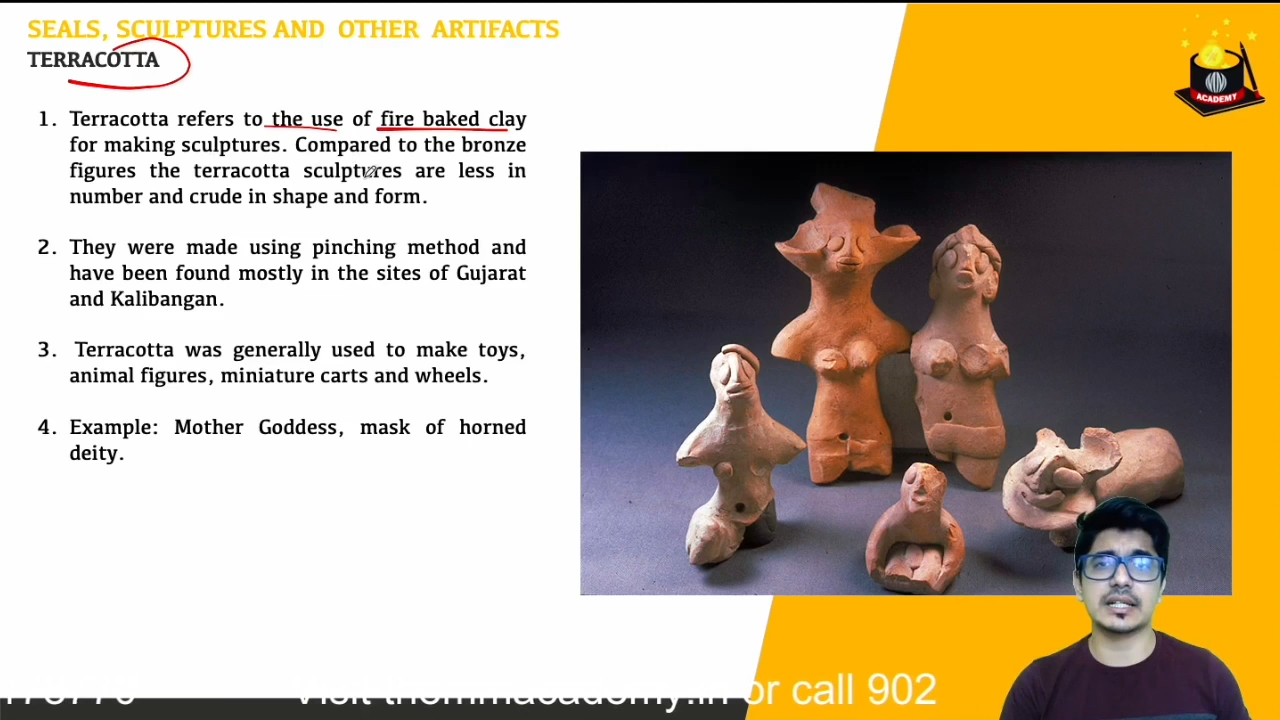 SEALS, SCULPTURES AND OTHER ARTIFACTS
TERRACOTTA
1. Terracotta refers to the use of fire baked clay
for making sculptures. Compared to the bronze
figures the terracotta sculptures are less in
number and crude in shape and form.
2. They were made using pinching method and
have been found mostly in the sites of Gujarat
and Kalibangan.
3. Terracotta was generally used to make toys,
animal figures, miniature carts and wheels.
4. Example: Mother Goddess, mask of horned
deity.
ACADEMY
or call 902